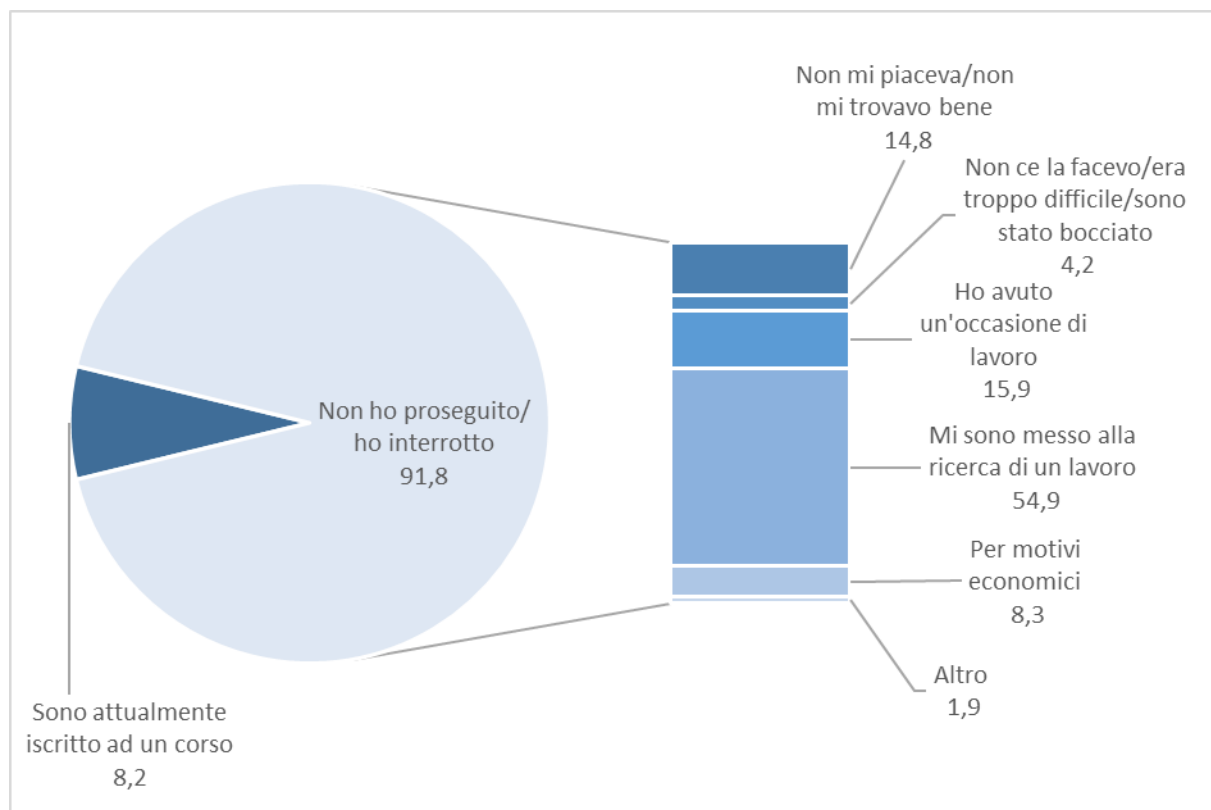 Non mi piaceva/non
mi trovavo bene
14,8
Non ce la facevo/era
troppo difficile/sono
stato bocciato
4,2
Ho avuto
un'occasione di
lavoro
15,9
Non ho proseguito/
ho interrotto
91,8
Mi sono messo alla
ricerca di un lavoro
54,9
Per motivi
economici
8,3
Altro
1,9
Sono attualmente
iscritto ad un corso
8,2